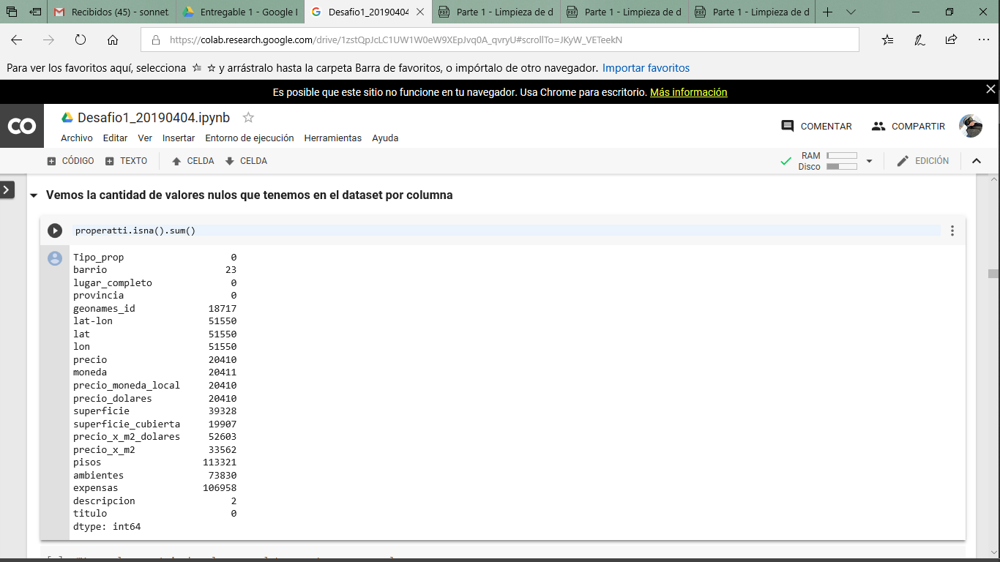 Recibidos (45) - sonnet
Entregable 1 - Google I
Desafio1_20190404
Parte 1 - Limpieza de d
Parte 1 - Limpieza de d
Parte 1 - Limpieza de d
https://colab.research.google.com/drive/1zstQpJcLC1UW1W0eW9XEpJvq0A_qvryU#scrollTo=JKyW_VETeekN
Para ver los favoritos aquí, selecciona y arrástralo hasta la carpeta Barra de favoritos, o impórtalo de otro navegador. Importar favoritos
Es posible que este sitio no funcione en tu navegador. Usa Chrome para escritorio. Más información
CO
Desafio1_20190404.ipynb
COMENTAR
COMPARTIR
Archivo Editar Ver Insertar Entorno de ejecución Herramientas Ayuda
CÓDIGO TEXTO CELDA CELDA
RAM
Disco
EDICIÓN
Vemos la cantidad de valores nulos que tenemos en el dataset por columna
properatti.isna().sum()
Tipo_prop 0
barrio 23
lugar_completo 0
provincia 0
geonames_id 18717
lat-lon 51550
lat 51550
lon 51550
precio 20410
moneda 20411
precio_moneda_local 20410
precio_dolares 20410
superficie 39328
superficie_cubierta 19907
precio_x_m2_dolares 52603
precio_x_m2 33562
pisos 113321
ambientes 73830
expensas 106958
descripcion 2
titulo 0
dtype: int64